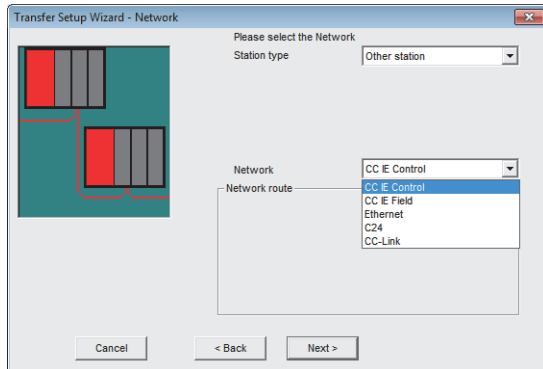 Transfer Setup Wizard - Network
Please select the Network
Station type
Other station
Network
CC IE Control
Network route
CC IE Control
CC IE Field
Ethernet
C24
CC-Link
Cancel
< Back
Next >